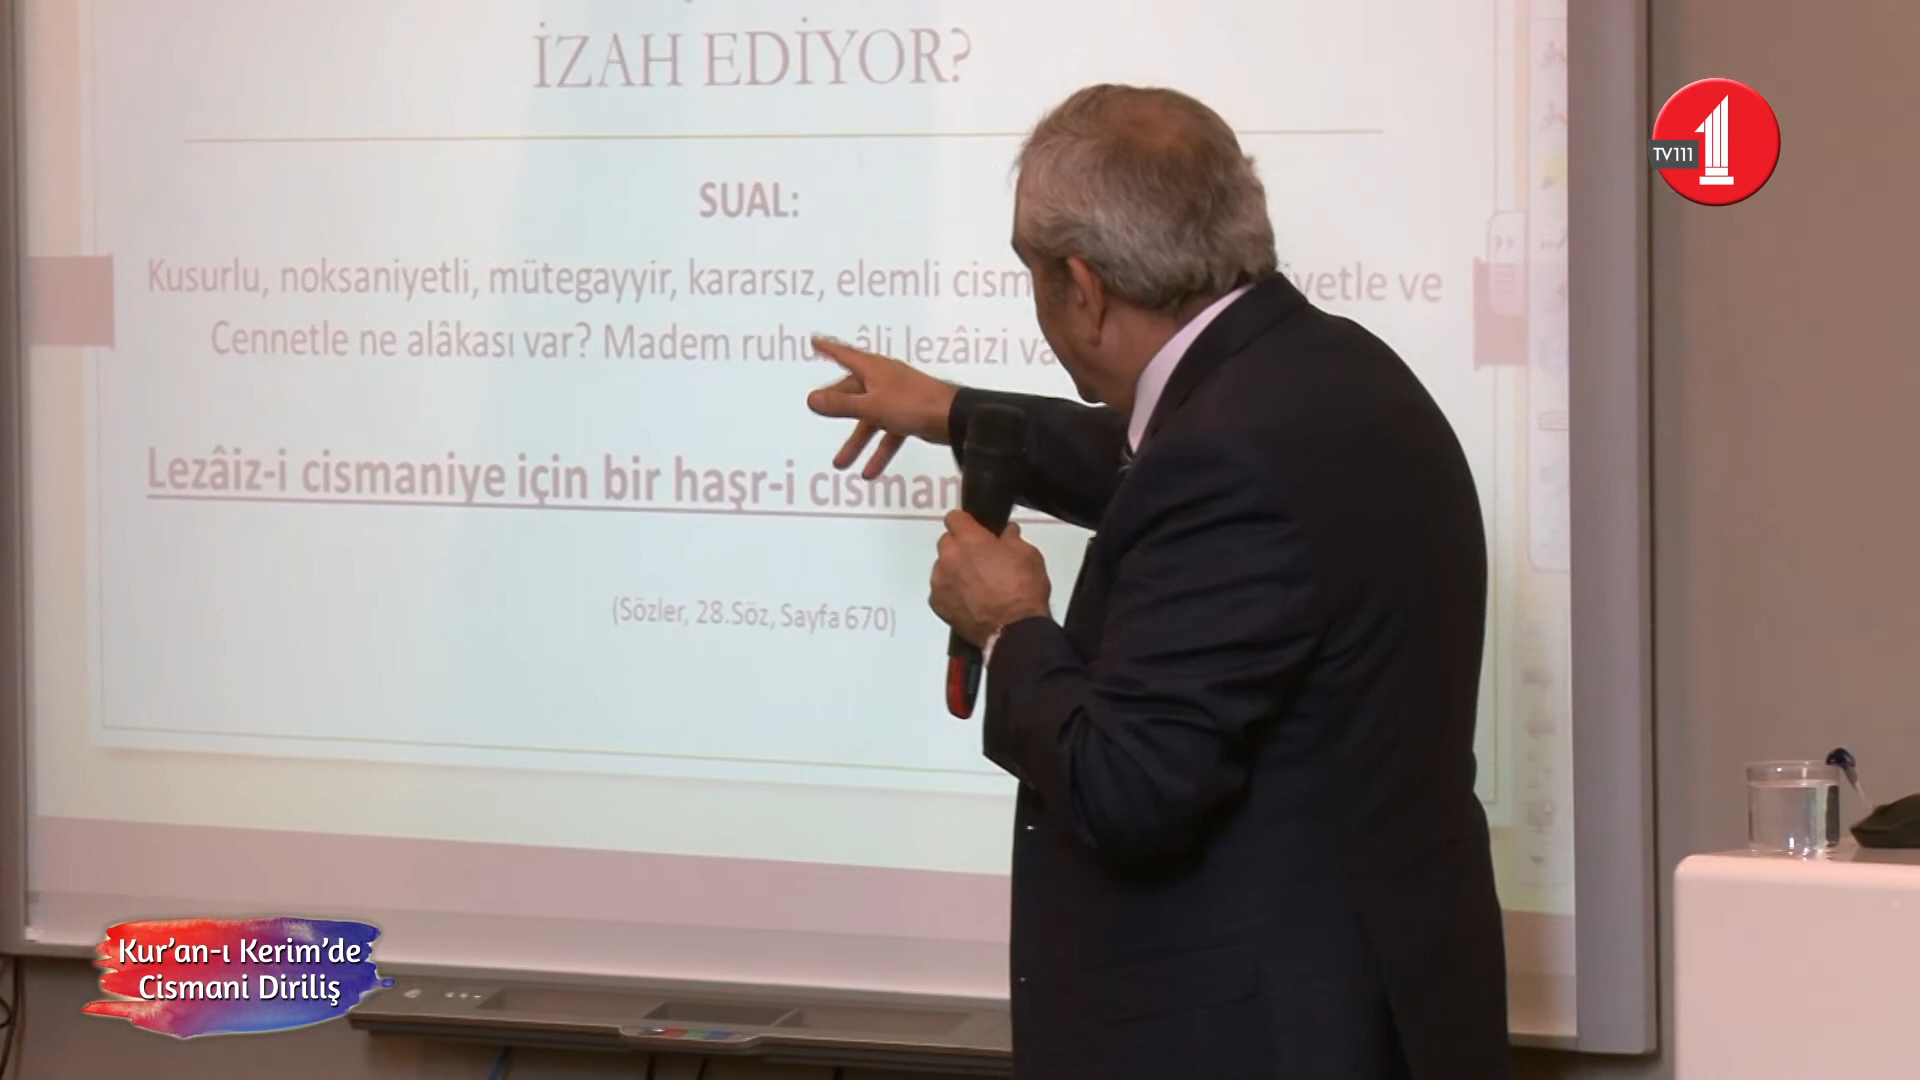 İZAH EDİYOR?
SUAL:
Kusurlu, noksaniyetli, mütegayyir, kararsız, elemli cism yetle ve
Cennetle ne alâkası var? Madem ruhun âli lezâizi va
Lezâiz-i cismaniye için bir haşr-i cisman
(Sözler, 28.Söz, Sayfa 670)
TV111
1
Kur'an-ı Kerim'de
Cismani Diriliş